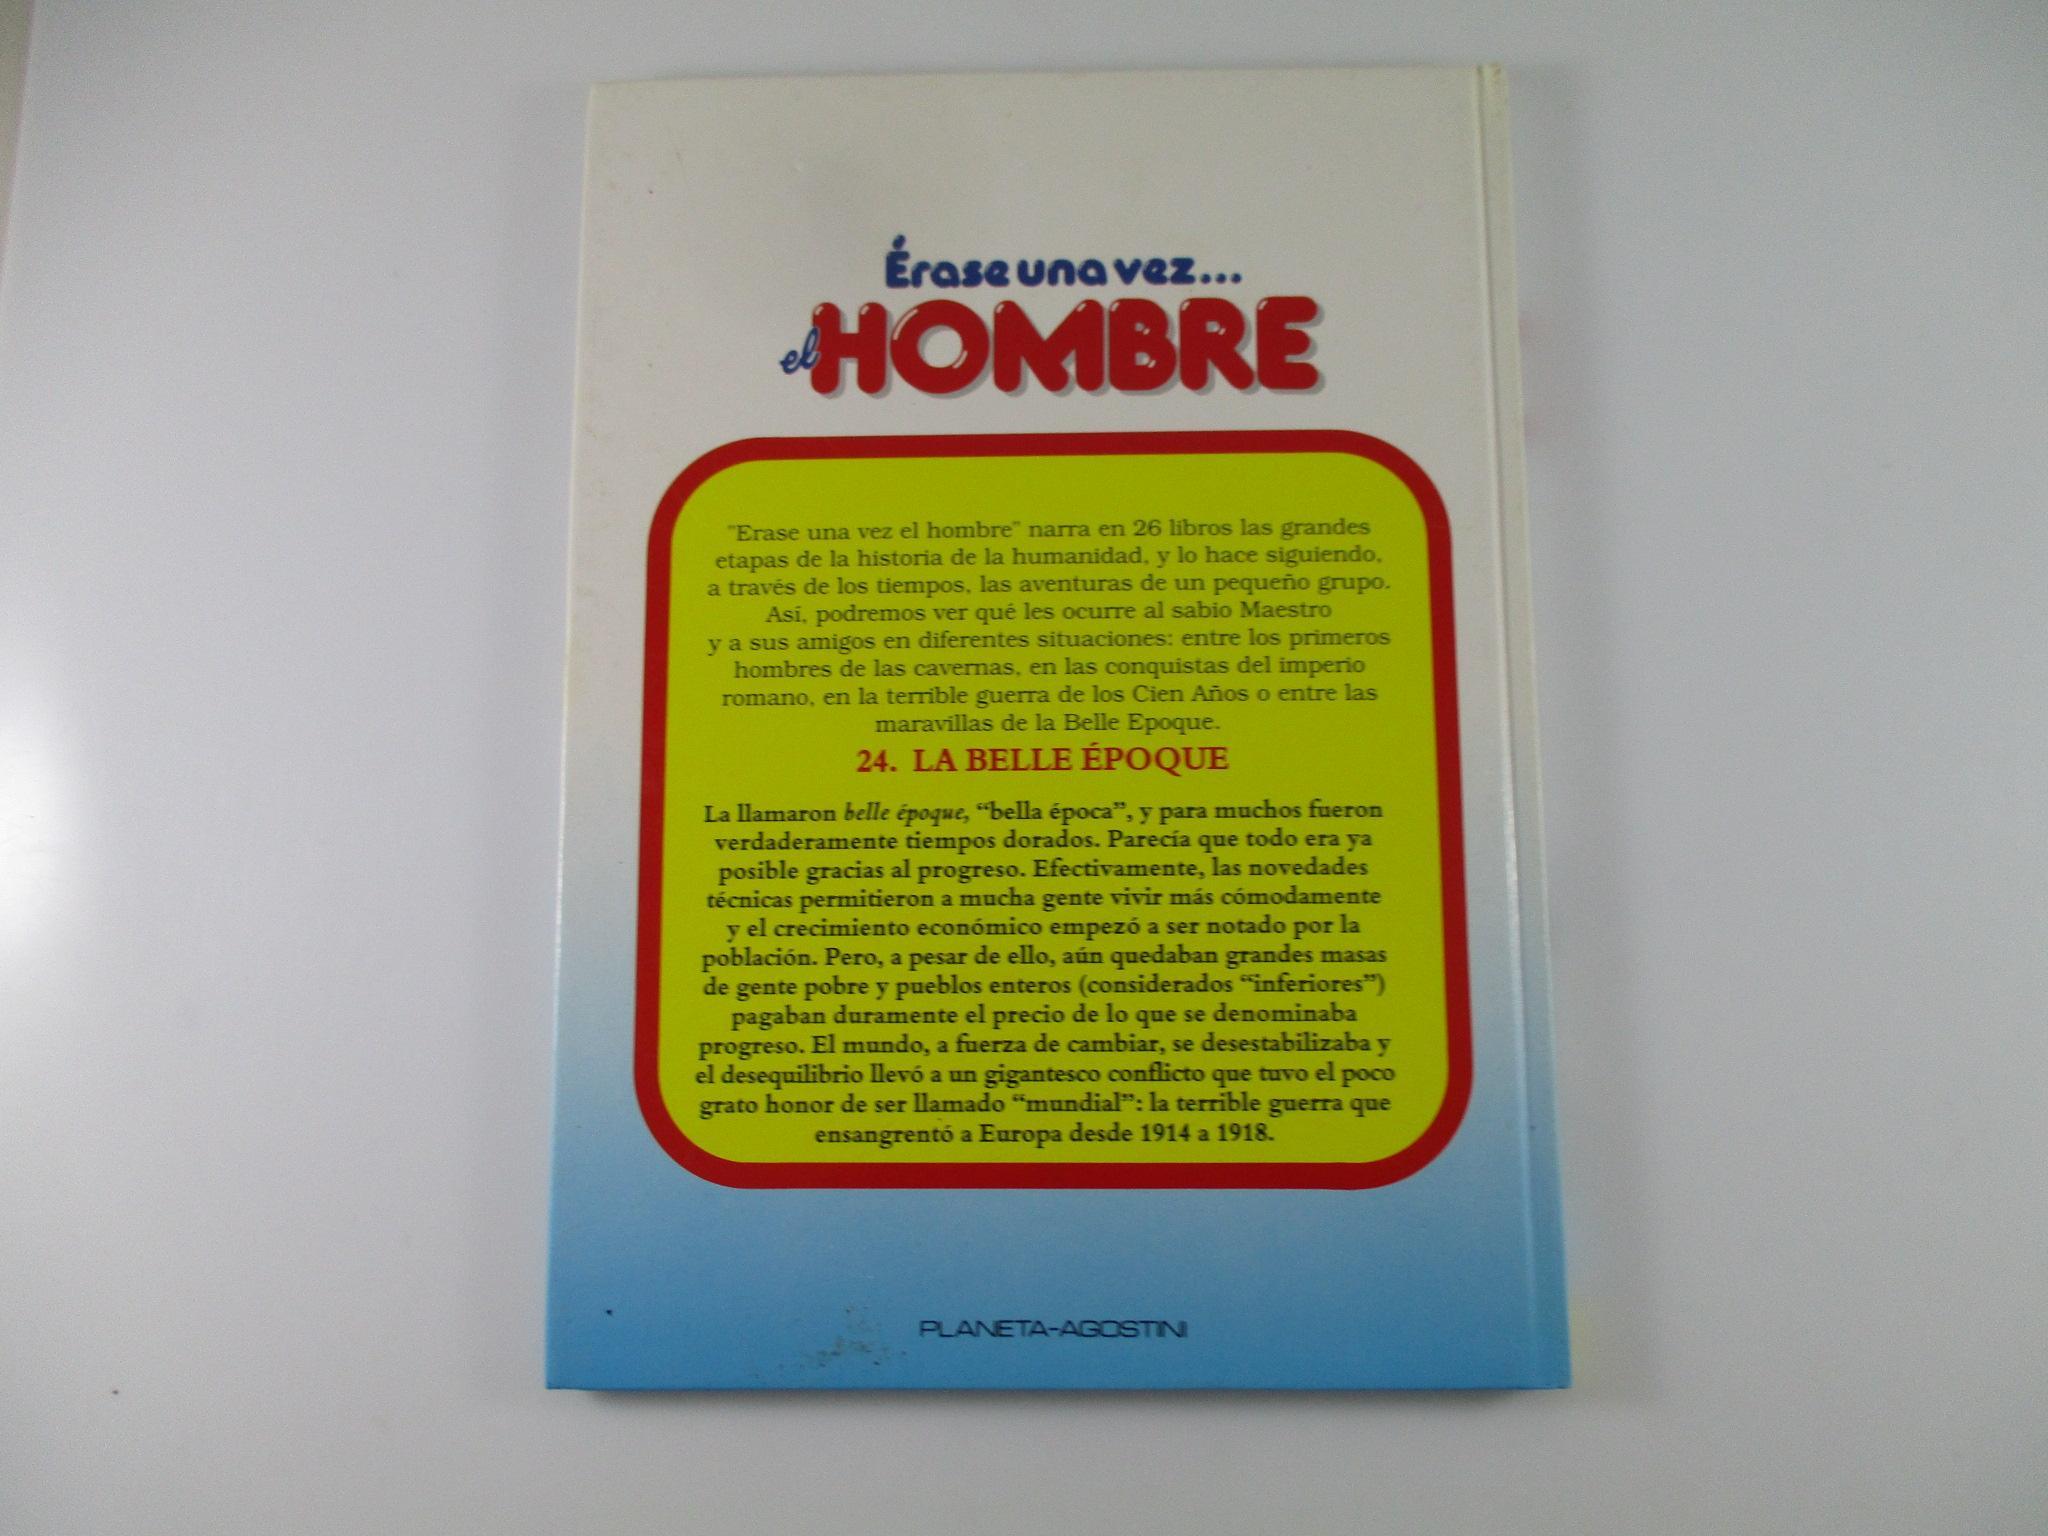 Érase una vez...
el HOMBRE
"Erase una vez el hombre" narra en 26 libros las grandes
etapas de la historia de la humanidad, y lo hace siguiendo,
a través de los tiempos, las aventuras de un pequeño grupo.
Así, podremos ver qué les ocurre al sabio Maestro
y a sus amigos en diferentes situaciones: entre los primeros
hombres de las cavernas, en las conquistas del imperio
romano, en la terrible guerra de los Cien Años o entre las
maravillas de la Belle Epoque.
24. LA BELLE ÉPOQUE
La llamaron belle époque, “bella época”, y para muchos fueron
verdaderamente tiempos dorados. Parecía que todo era ya
posible gracias al progreso. Efectivamente, las novedades
técnicas permitieron a mucha gente vivir más cómodamente
y el crecimiento económico empezó a ser notado por la
población. Pero, a pesar de ello, aún quedaban grandes masas
de gente pobre y pueblos enteros (considerados “inferiores”)
pagaban duramente el precio de lo que se denominaba
progreso. El mundo, a fuerza de cambiar, se desestabilizaba y
el desequilibrio llevó a un gigantesco conflicto que tuvo el poco
grato honor de ser llamado “mundial”: la terrible guerra que
ensangrentó a Europa desde 1914 a 1918.
PLANETA-AGOSTINI